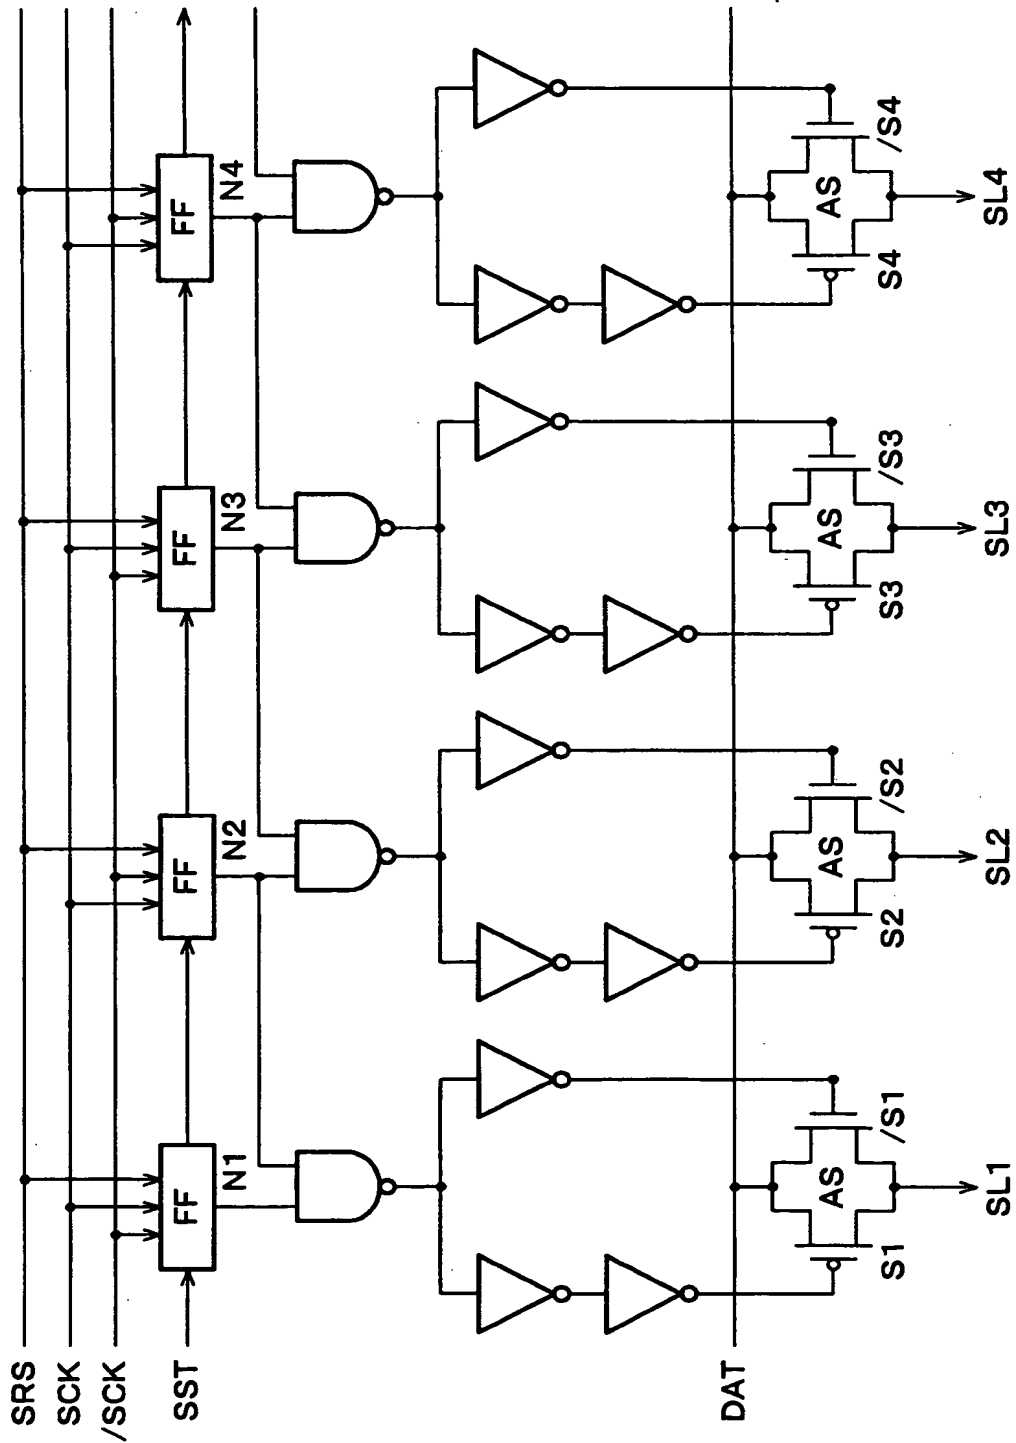 SRS
SCK
/SCK
SST
FF FF FF FF
N1 N2 N3 N4
DAT
AS AS AS AS
S1 /S1 S2 /S2 S3 /S3 S4 /S4
SL1 SL2 SL3 SL4